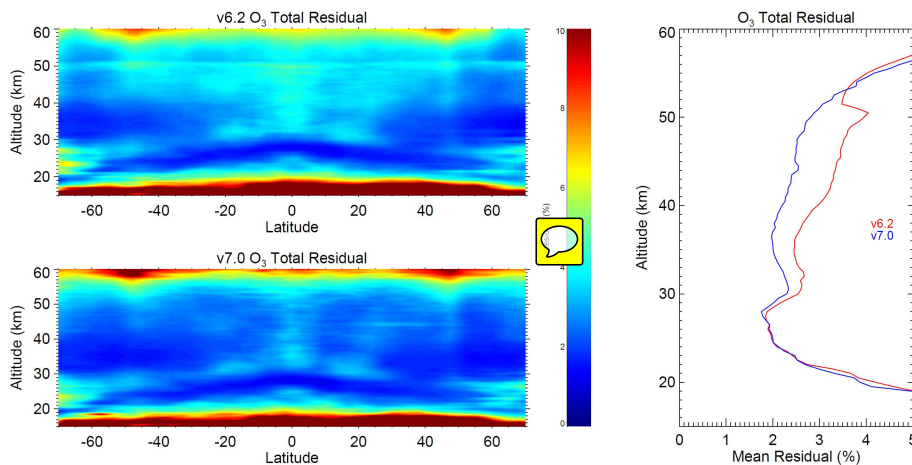 v6.2 O₃ Total Residual
60
50
40
30
20
Altitude (km)
-60 -40 -20 0 20 40 60
Latitude
v7.0 O₃ Total Residual
60
50
40
30
20
Altitude (km)
-60 -40 -20 0 20 40 60
Latitude
10
8
6
4
2
0
(%)
O₃ Total Residual
60
50
40
30
20
Altitude (km)
v6.2
v7.0
0 1 2 3 4 5
Mean Residual (%)